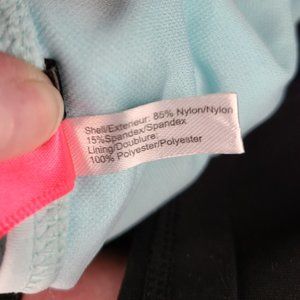 Shell/Exterieur: 85% Nylon/Nylon
15%Spandex/Spandex
Lining/Doublure:
100% Polyester/Polyester